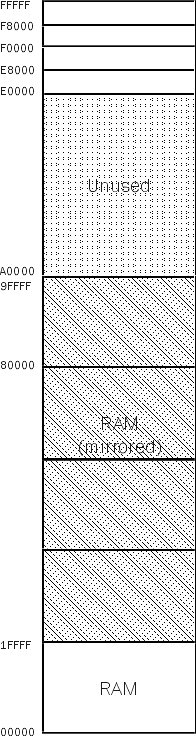 FFFFF
F8000
F0000
E8000
E0000
Unused
A0000
9FFFF
80000
RAM
(mirrored)
1FFFF
RAM
00000